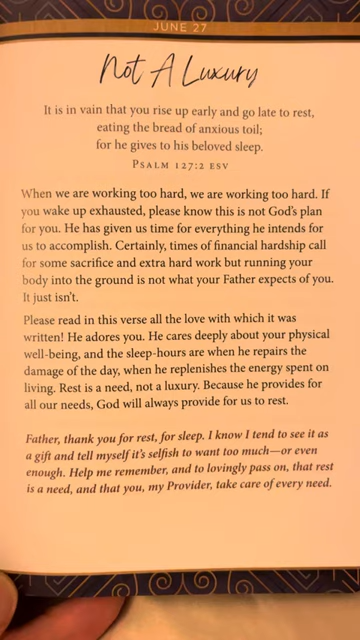 JUNE 27
Not A Luxury
It is in vain that you rise up early and go late to rest,
eating the bread of anxious toil;
for he gives to his beloved sleep.
PSALM 127:2 ESV
When we are working too hard, we are working too hard. If
you wake up exhausted, please know this is not God's plan
for you. He has given us time for everything he intends for
us to accomplish. Certainly, times of financial hardship call
for some sacrifice and extra hard work but running your
body into the ground is not what your Father expects of you.
It just isn't.
Please read in this verse all the love with which it was
written! He adores you. He cares deeply about your physical
well-being, and the sleep-hours are when he repairs the
damage of the day, when he replenishes the energy spent on
living. Rest is a need, not a luxury. Because he provides for
all our needs, God will always provide for us to rest.
Father, thank you for rest, for sleep. I know I tend to see it as
a gift and tell myself it's selfish to want too much—or even
enough. Help me remember, and to lovingly pass on, that rest
is a need, and that you, my Provider, take care of every need.